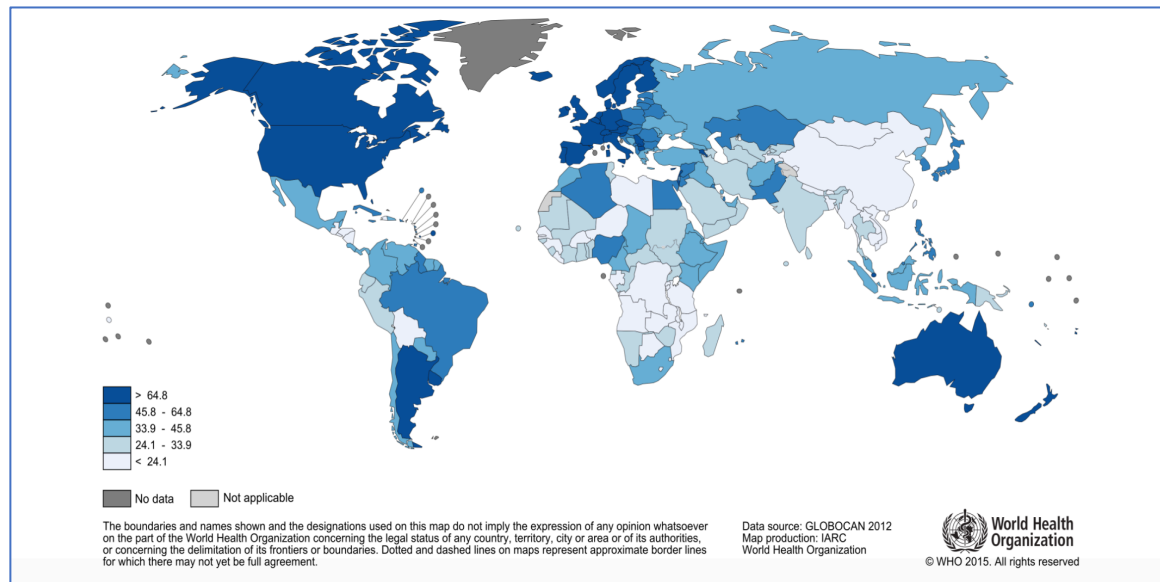 > 64.8
45.8 - 64.8
33.9 - 45.8
24.1 - 33.9
< 24.1
No data
Not applicable
The boundaries and names shown and the designations used on this map do not imply the expression of any opinion whatsoever
on the part of the World Health Organization concerning the legal status of any country, territory, city or area or of its authorities,
or concerning the delimitation of its frontiers or boundaries. Dotted and dashed lines on maps represent approximate border lines
for which there may not yet be full agreement.
Data source: GLOBOCAN 2012
Map production: IARC
World Health Organization
World Health
Organization
© WHO 2015. All rights reserved